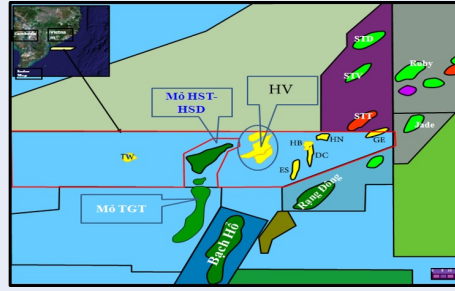 Mỏ HST-
HSD
HV
STD
STV
STT
Ruby
Jade
HN
GE
HB
DC
ES
TW
Mỏ TGT
Rạng Đông
Bạch Hổ